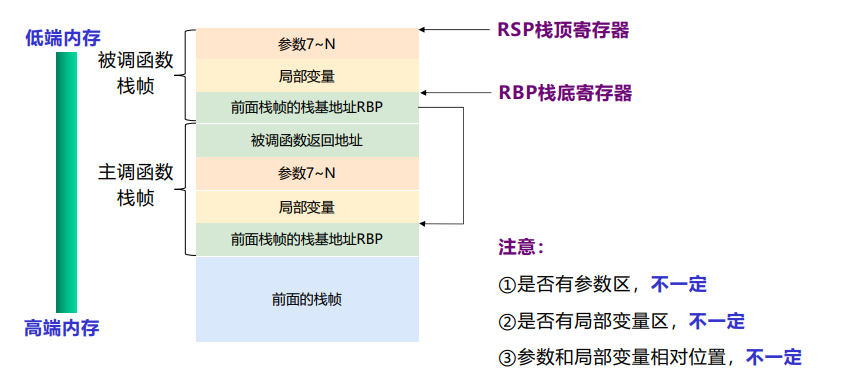 低端内存
高端内存
被调函数
栈帧
主调函数
栈帧
参数7~N
局部变量
前面栈帧的栈基地址RBP
被调函数返回地址
参数7~N
局部变量
前面栈帧的栈基地址RBP
前面的栈帧
RSP栈顶寄存器
RBP栈底寄存器
注意：
①是否有参数区，不一定
②是否有局部变量区，不一定
③参数和局部变量相对位置，不一定